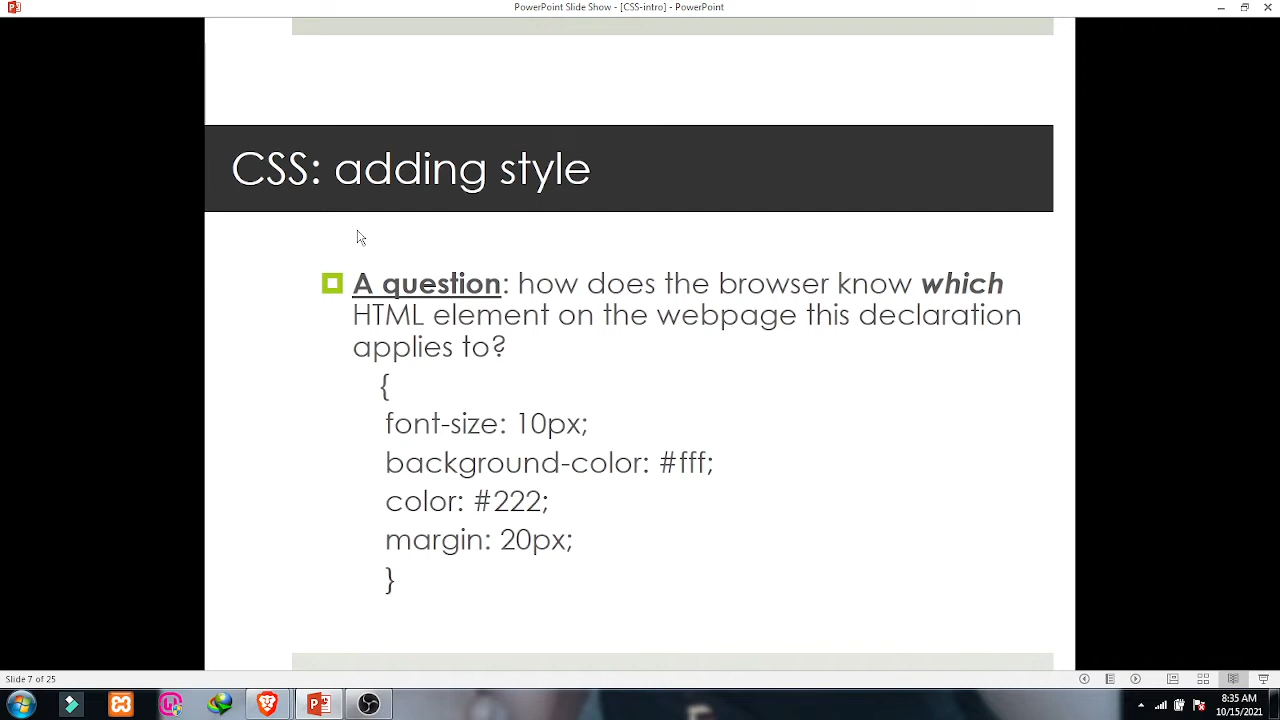 PowerPoint Slide Show - [CSS-intro] - PowerPoint
CSS: adding style
A question: how does the browser know which
HTML element on the webpage this declaration
applies to?
{
font-size: 10px;
background-color: #fff;
color: #222;
margin: 20px;
}
Slide 7 of 25
8:35 AM
10/15/2021